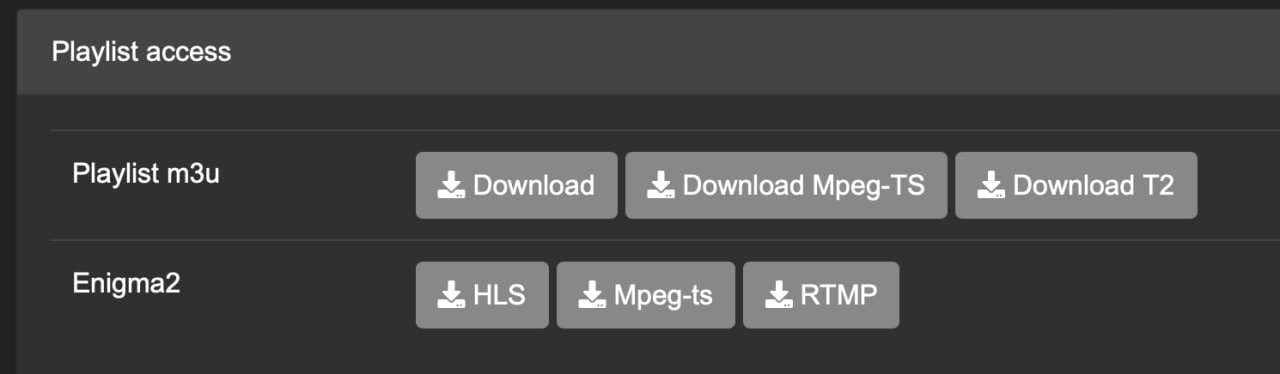 Playlist access
Playlist m3u Download Download Mpeg-TS Download T2
Enigma2 HLS Mpeg-ts RTMP